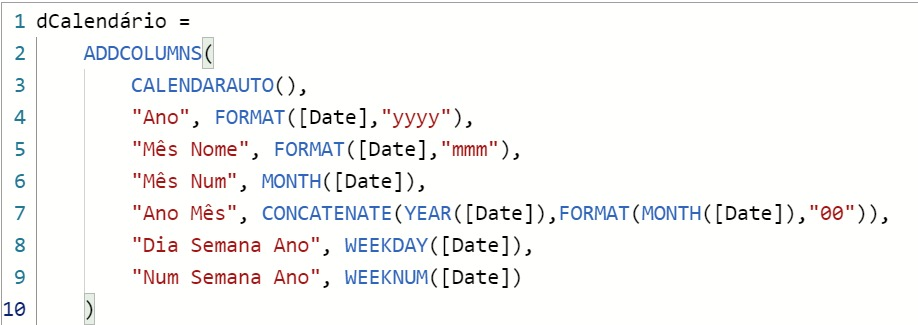 1 dCalendário =
2 ADDCOLUMNS(
3 CALENDARAUTO(),
4 "Ano", FORMAT([Date],"yyyy"),
5 "Mês Nome", FORMAT([Date],"mmm"),
6 "Mês Num", MONTH([Date]),
7 "Ano Mês", CONCATENATE(YEAR([Date]),FORMAT(MONTH([Date]),"00")),
8 "Dia Semana Ano", WEEKDAY([Date]),
9 "Num Semana Ano", WEEKNUM([Date])
10 )